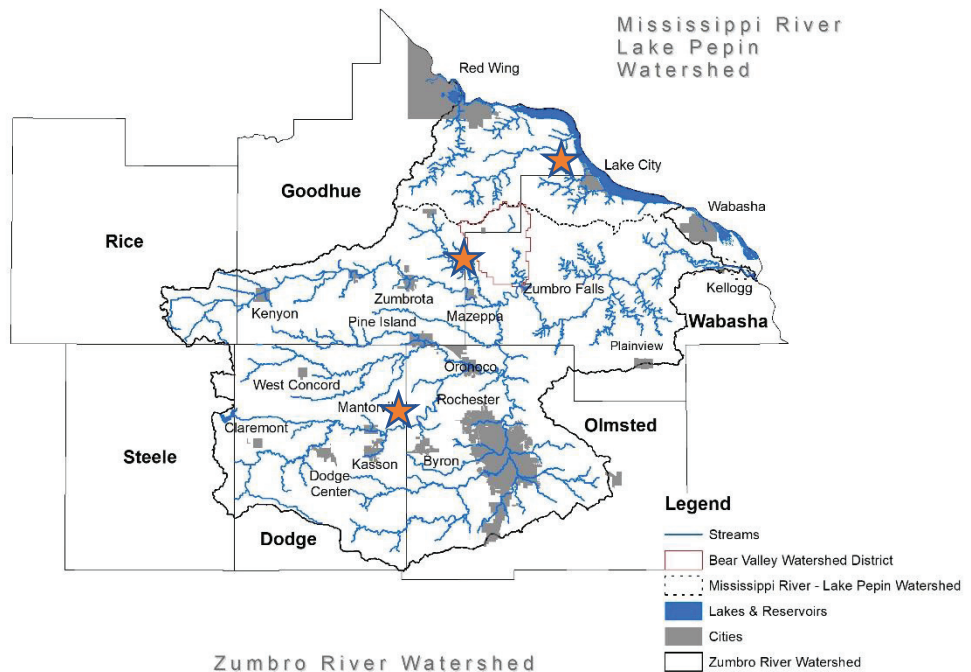 Mississippi River
Lake Pepin
Watershed
Red Wing
Lake City
Goodhue
Wabasha
Rice
Zumbro Falls
Kellogg
Zumbrota
Kenyon
Mazeppa
Wabasha
Pine Island
Plainview
Oronoco
West Concord
Rochester
Claremont
Olmsted
Steele
Kasson
Byron
Dodge
Center
Legend
Dodge
Streams
Bear Valley Watershed District
Mississippi River - Lake Pepin Watershed
Lakes & Reservoirs
Cities
Zumbro River Watershed
Zumbro River Watershed